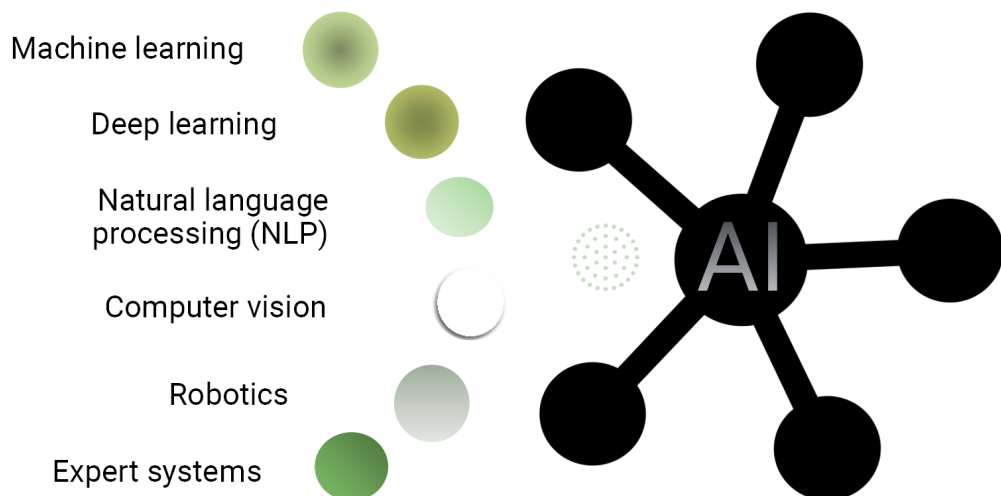 Machine learning
Deep learning
Natural language
processing (NLP)
Computer vision
Robotics
Expert systems
AI